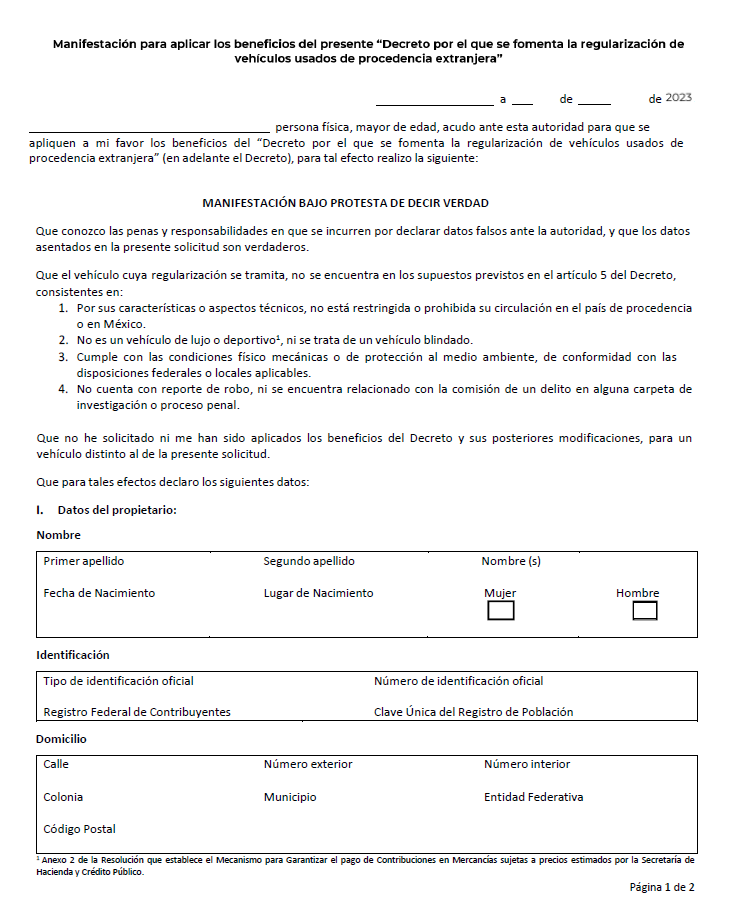 Manifestación para aplicar los beneficios del presente “Decreto por el que se fomenta la regularización de
vehículos usados de procedencia extranjera”
____________________ a ____ de ______ de 2023
________________________________________ persona física, mayor de edad, acudo ante esta autoridad para que se
apliquen a mi favor los beneficios del “Decreto por el que se fomenta la regularización de vehículos usados de
procedencia extranjera” (en adelante el Decreto), para tal efecto realizo la siguiente:
MANIFESTACIÓN BAJO PROTESTA DE DECIR VERDAD
Que conozco las penas y responsabilidades en que se incurren por declarar datos falsos ante la autoridad, y que los datos
asentados en la presente solicitud son verdaderos.
Que el vehículo cuya regularización se tramita, no se encuentra en los supuestos previstos en el artículo 5 del Decreto,
consistentes en:
1. Por sus características o aspectos técnicos, no está restringida o prohibida su circulación en el país de procedencia
o en México.
2. No es un vehículo de lujo o deportivo¹, ni se trata de un vehículo blindado.
3. Cumple con las condiciones físico mecánicas o de protección al medio ambiente, de conformidad con las
disposiciones federales o locales aplicables.
4. No cuenta con reporte de robo, ni se encuentra relacionado con la comisión de un delito en alguna carpeta de
investigación o proceso penal.
Que no he solicitado ni me han sido aplicados los beneficios del Decreto y sus posteriores modificaciones, para un
vehículo distinto al de la presente solicitud.
Que para tales efectos declaro los siguientes datos:
I. Datos del propietario:
Nombre
Primer apellido Segundo apellido Nombre (s)
Fecha de Nacimiento Lugar de Nacimiento Mujer Hombre
Identificación
Tipo de identificación oficial Número de identificación oficial
Registro Federal de Contribuyentes Clave Única del Registro de Población
Domicilio
Calle Número exterior Número interior
Colonia Municipio Entidad Federativa
Código Postal
¹ Anexo 2 de la Resolución que establece el Mecanismo para Garantizar el pago de Contribuciones en Mercancías sujetas a precios estimados por la Secretaría de
Hacienda y Crédito Público.
Página 1 de 2